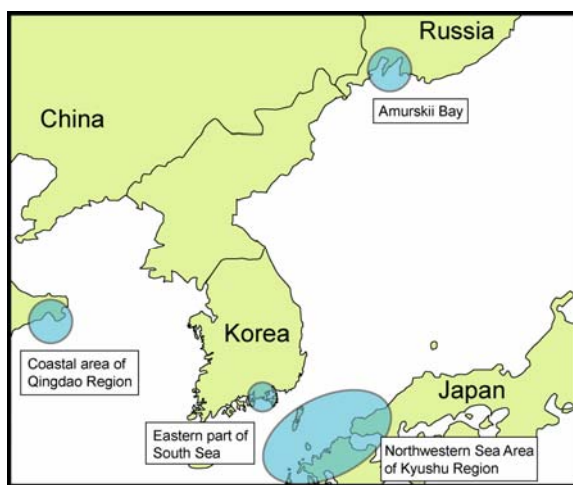 Russia
Amurskii Bay
China
Korea
Coastal area of
Qingdao Region
Japan
Eastern part of
South Sea
Northwestern Sea Area
of Kyushu Region